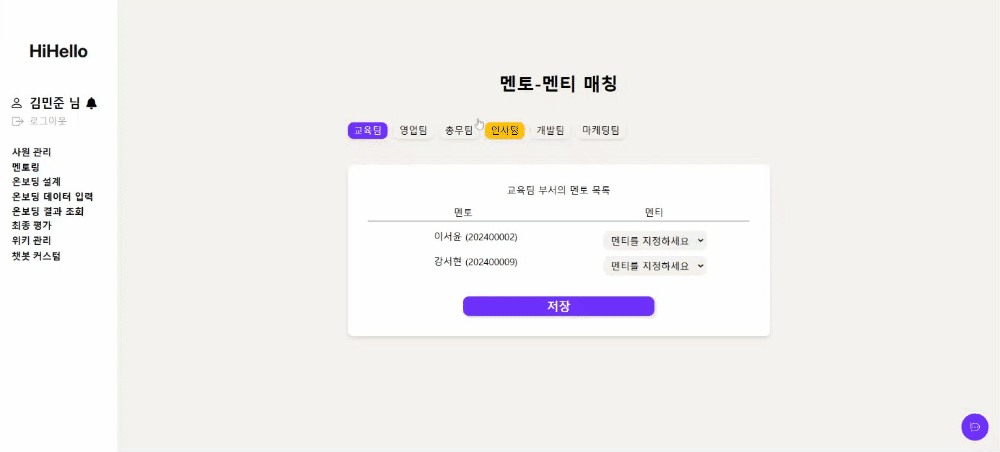 HiHello
김민준 님
로그아웃
사원 관리
멘토링
온보딩 설계
온보딩 데이터 입력
온보딩 결과 조회
최종 평가
위키 관리
챗봇 커스텀
멘토-멘티 매칭
교육팀 영업팀 총무팀 인사팀 개발팀 마케팅팀
교육팀 부서의 멘토 목록
멘토 멘티
이서윤 (202400002) 멘티를 지정하세요
강서현 (202400009) 멘티를 지정하세요
저장